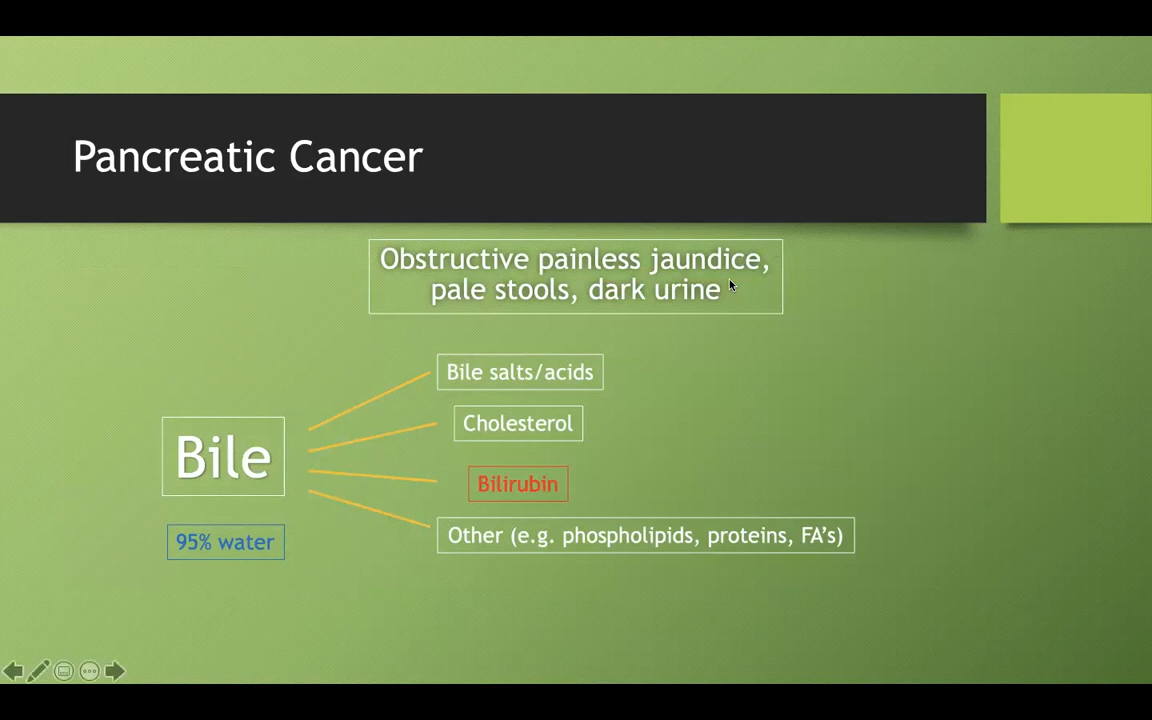 Pancreatic Cancer
Obstructive painless jaundice,
pale stools, dark urine
Bile salts/acids
Cholesterol
Bile
Bilirubin
Other (e.g. phospholipids, proteins, FA's)
95% water